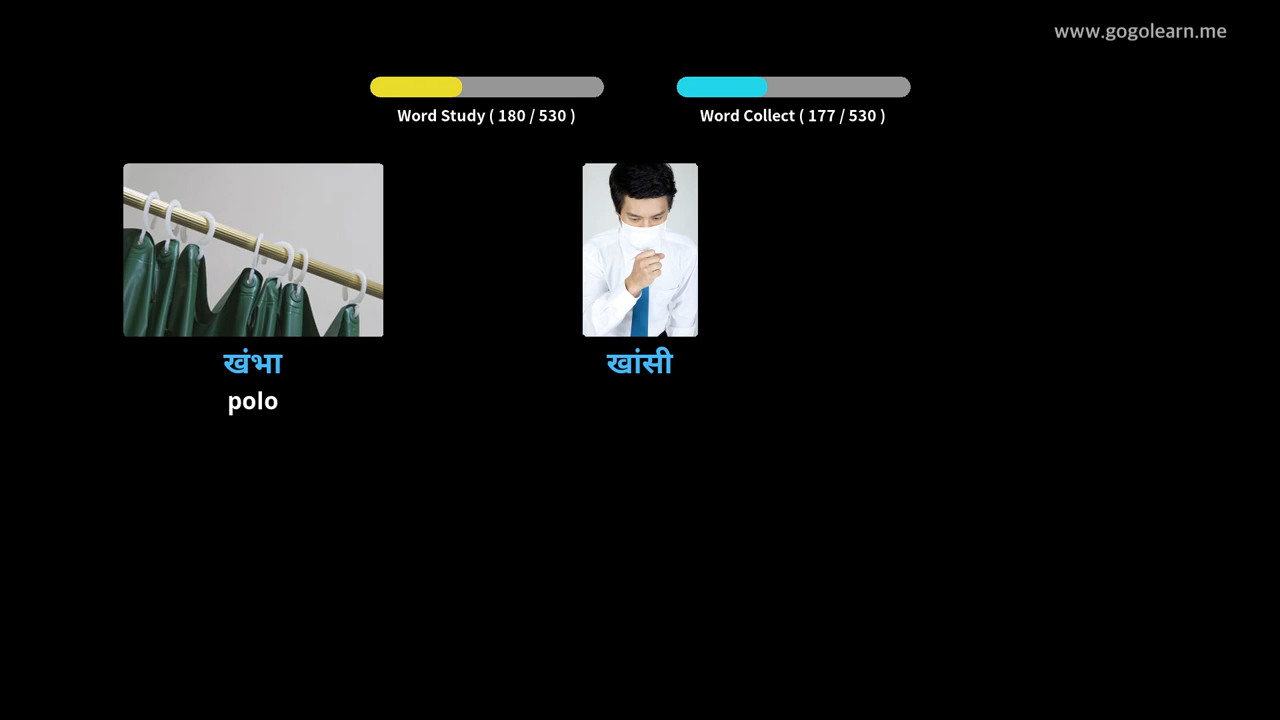 www.gogolearn.me
Word Study ( 180 / 530 )
Word Collect ( 177 / 530 )
खंभा
polo
खांसी